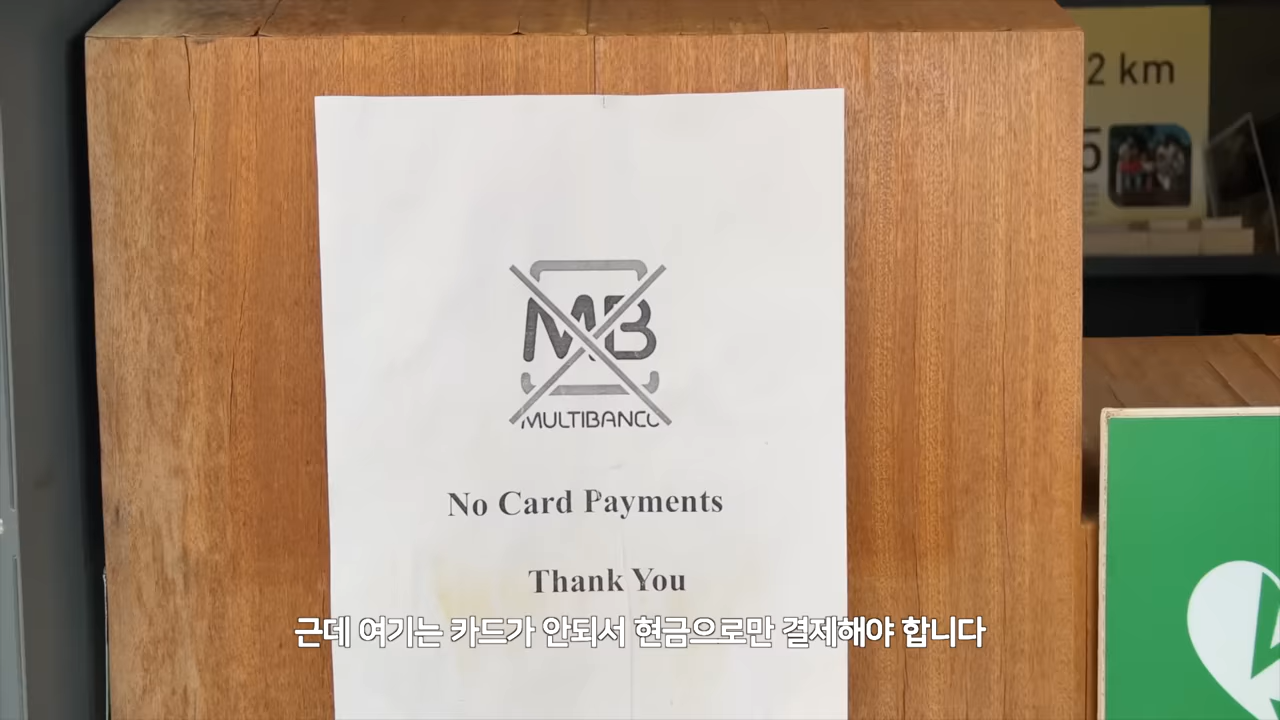 2 km
5
MB
MULTIBANCO
No Card Payments
Thank You
근데 여기는 카드가 안되서 현금으로만 결제해야 합니다